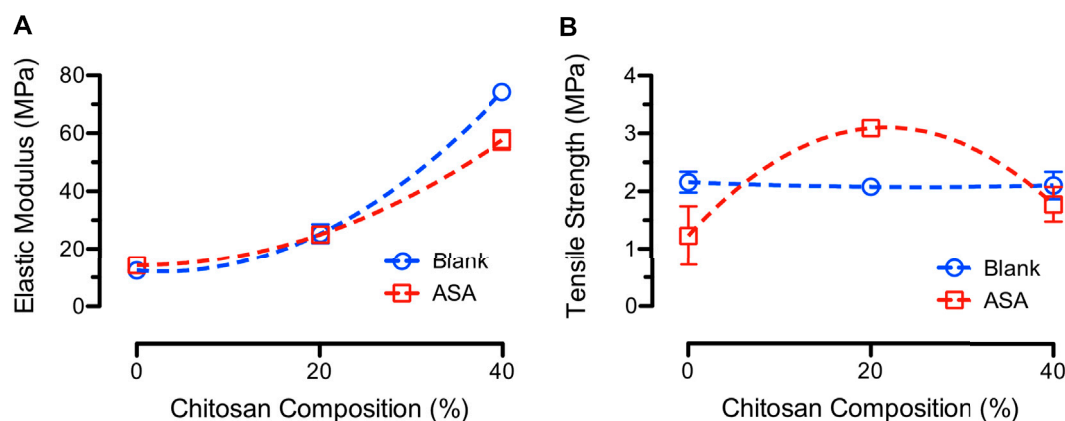 A
Elastic Modulus (MPa)
80
60
40
20
0
Blank
ASA
0 20 40
Chitosan Composition (%)
B
Tensile Strength (MPa)
4
3
2
1
0
Blank
ASA
0 20 40
Chitosan Composition (%)